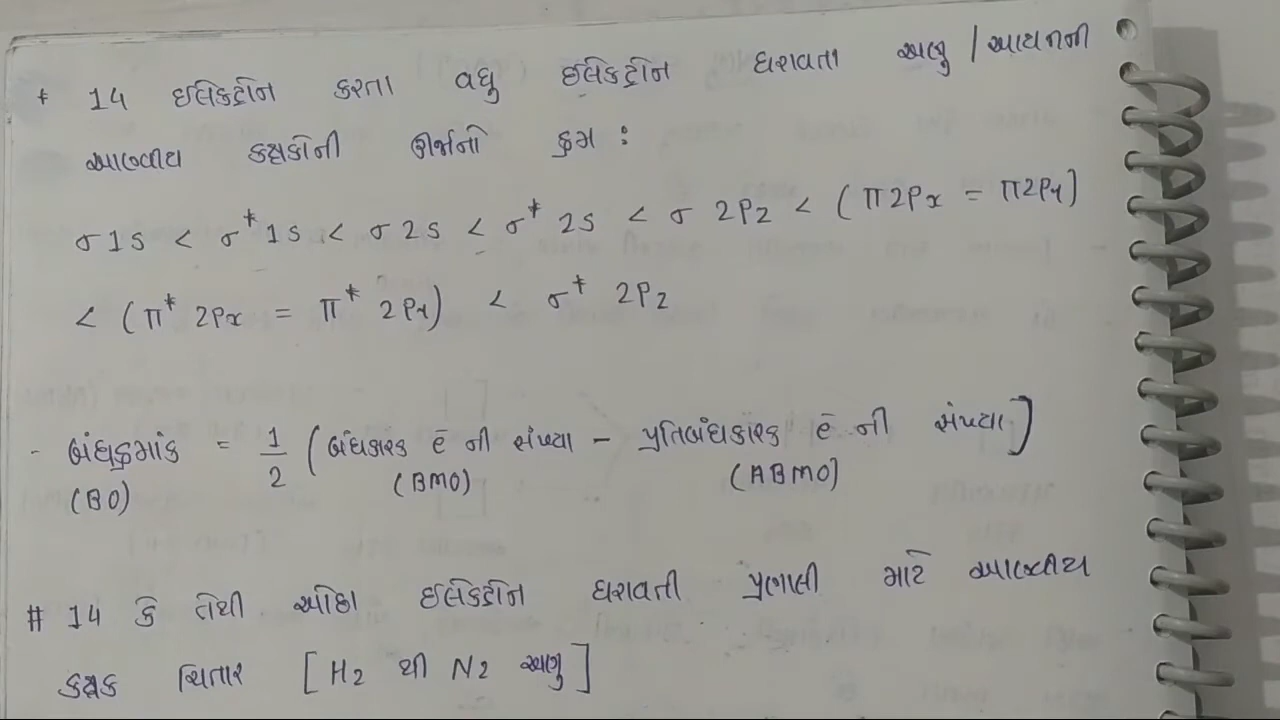 * 14 ઇલેક્ટ્રોન કરતા વધુ ઇલેક્ટ્રોન ધરાવતા અણુ / આયનની
આણ્વીય કક્ષકોની ઊર્જાનો ક્રમ :
σ1s < σ*1s < σ2s < σ*2s < σ2Pz < (π2Px = π2Py)
< (π*2Px = π*2Py) < σ*2Pz
- બંધક્રમાંક = 1/2 (બંધકારક ē ની સંખ્યા - પ્રતિબંધકારક ē ની સંખ્યા)
(BO) (BMO) (ABMO)
# 14 કે તેથી ઓછા ઇલેક્ટ્રોન ધરાવતી પ્રણાલી માટે આણ્વીય
કક્ષક ચિતાર [H2 થી N2 અણુ]